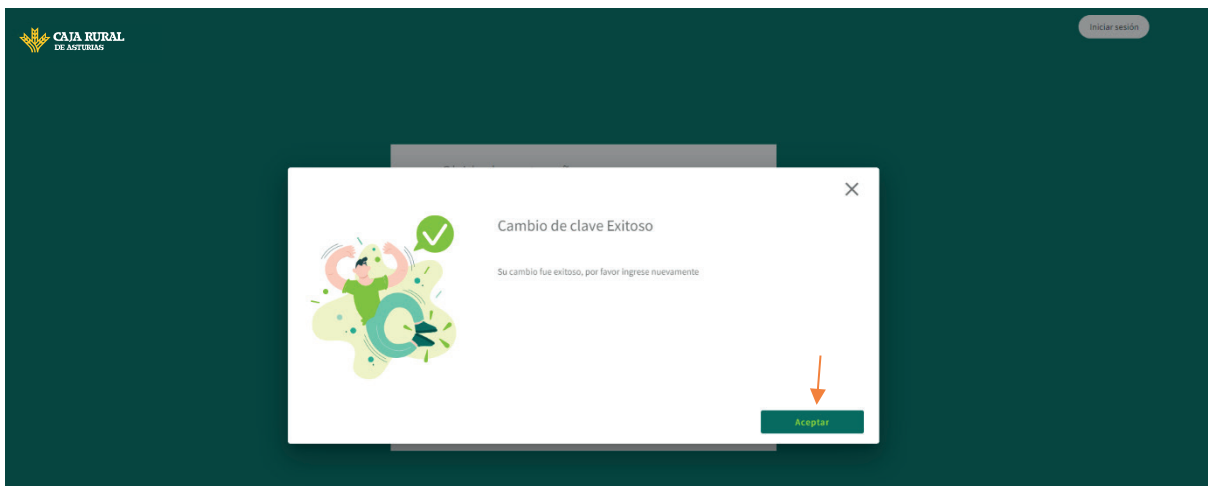 CAJA RURAL
DE ASTURIAS
Iniciar sesión
Cambio de clave Exitoso
Su cambio fue exitoso, por favor ingrese nuevamente
Aceptar